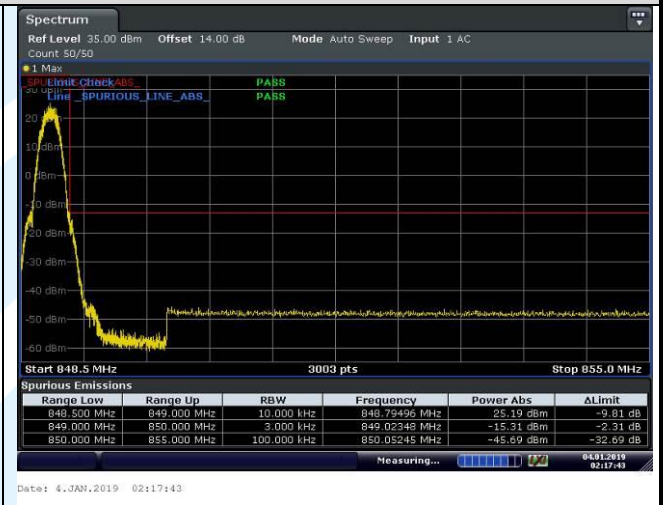 Spectrum
Ref Level 35.00 dBm Offset 14.00 dB Mode Auto Sweep Input 1 AC
Count 50/50
1 Max
Limit Check PASS
Line _SPURIOUS_LINE_ABS_ PASS
20 dBm
10 dBm
0 dBm
-10 dBm
-20 dBm
-30 dBm
-40 dBm
-50 dBm
-60 dBm
Start 848.5 MHz 3003 pts Stop 855.0 MHz
Spurious Emissions
Range Low Range Up RBW Frequency Power Abs ΔLimit
848.500 MHz 849.000 MHz 10.000 kHz 848.79496 MHz 25.19 dBm -9.81 dB
849.000 MHz 850.000 MHz 3.000 kHz 849.02348 MHz -15.31 dBm -2.31 dB
850.000 MHz 855.000 MHz 100.000 kHz 850.05245 MHz -45.69 dBm -32.69 dB
Measuring... 04.01.2019
02:17:43
Date: 4.JAN.2019 02:17:43